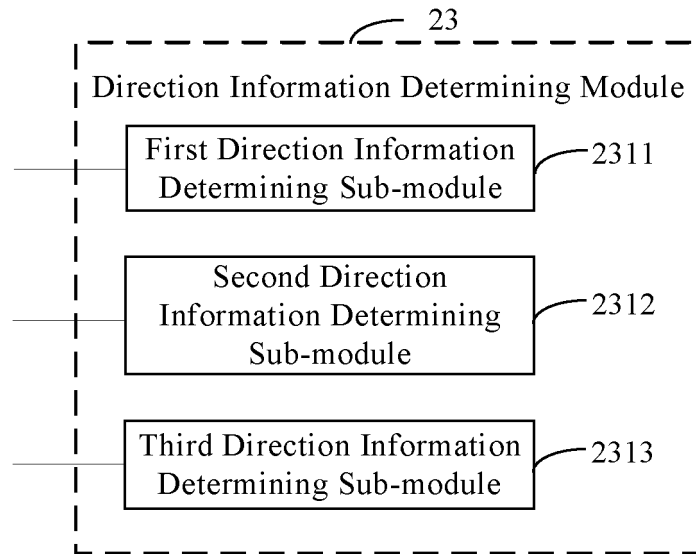 23
Direction Information Determining Module
First Direction Information
Determining Sub-module
2311
Second Direction
Information Determining
Sub-module
2312
Third Direction Information
Determining Sub-module
2313